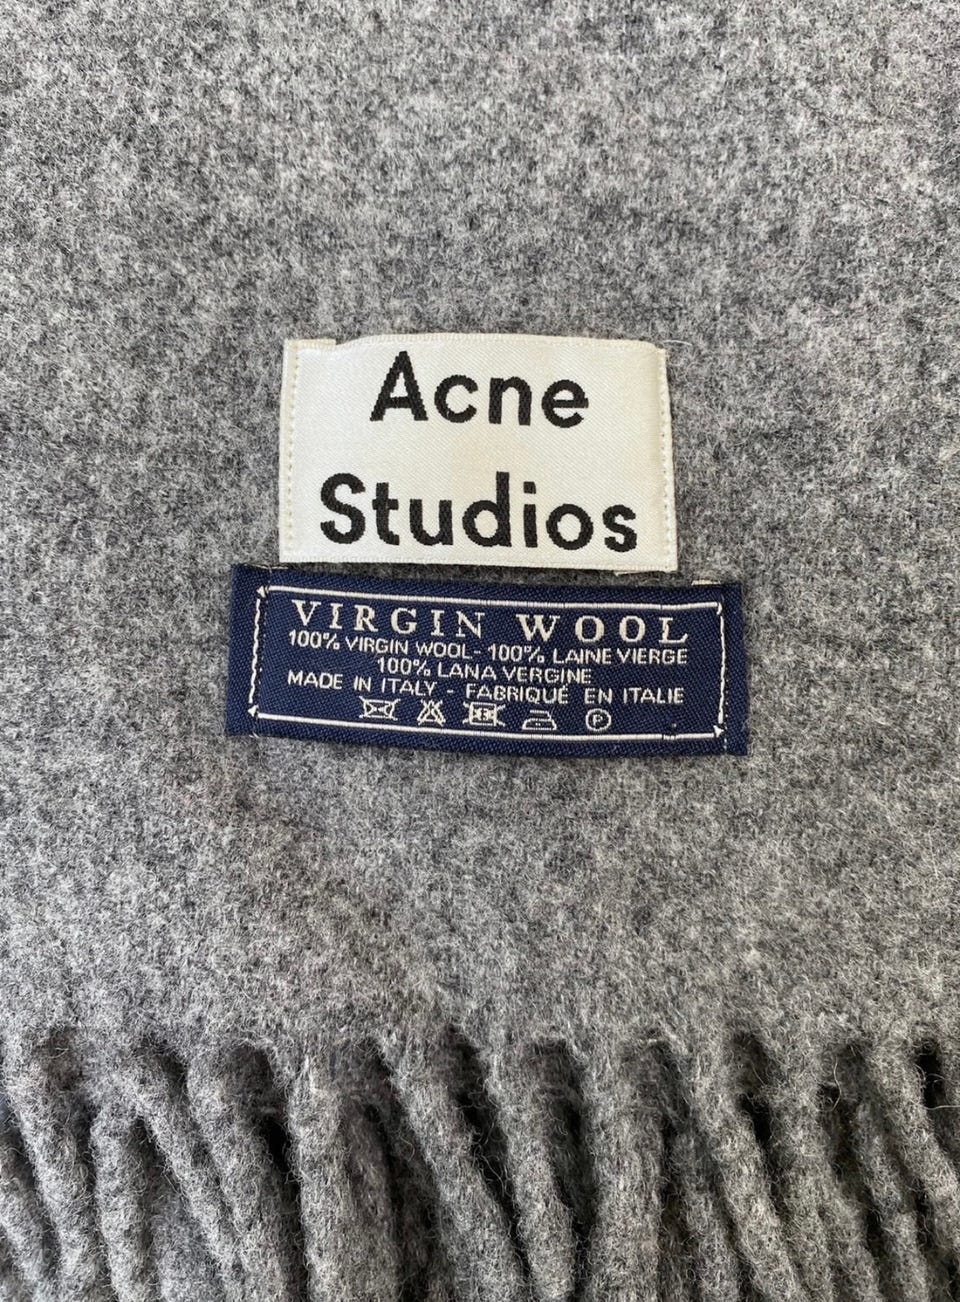 Acne
Studios
VIRGIN WOOL
100% VIRGIN WOOL - 100% LAINE VIERGE
100% LANA VERGINE
MADE IN ITALY - FABRIQUÉ EN ITALIE
P